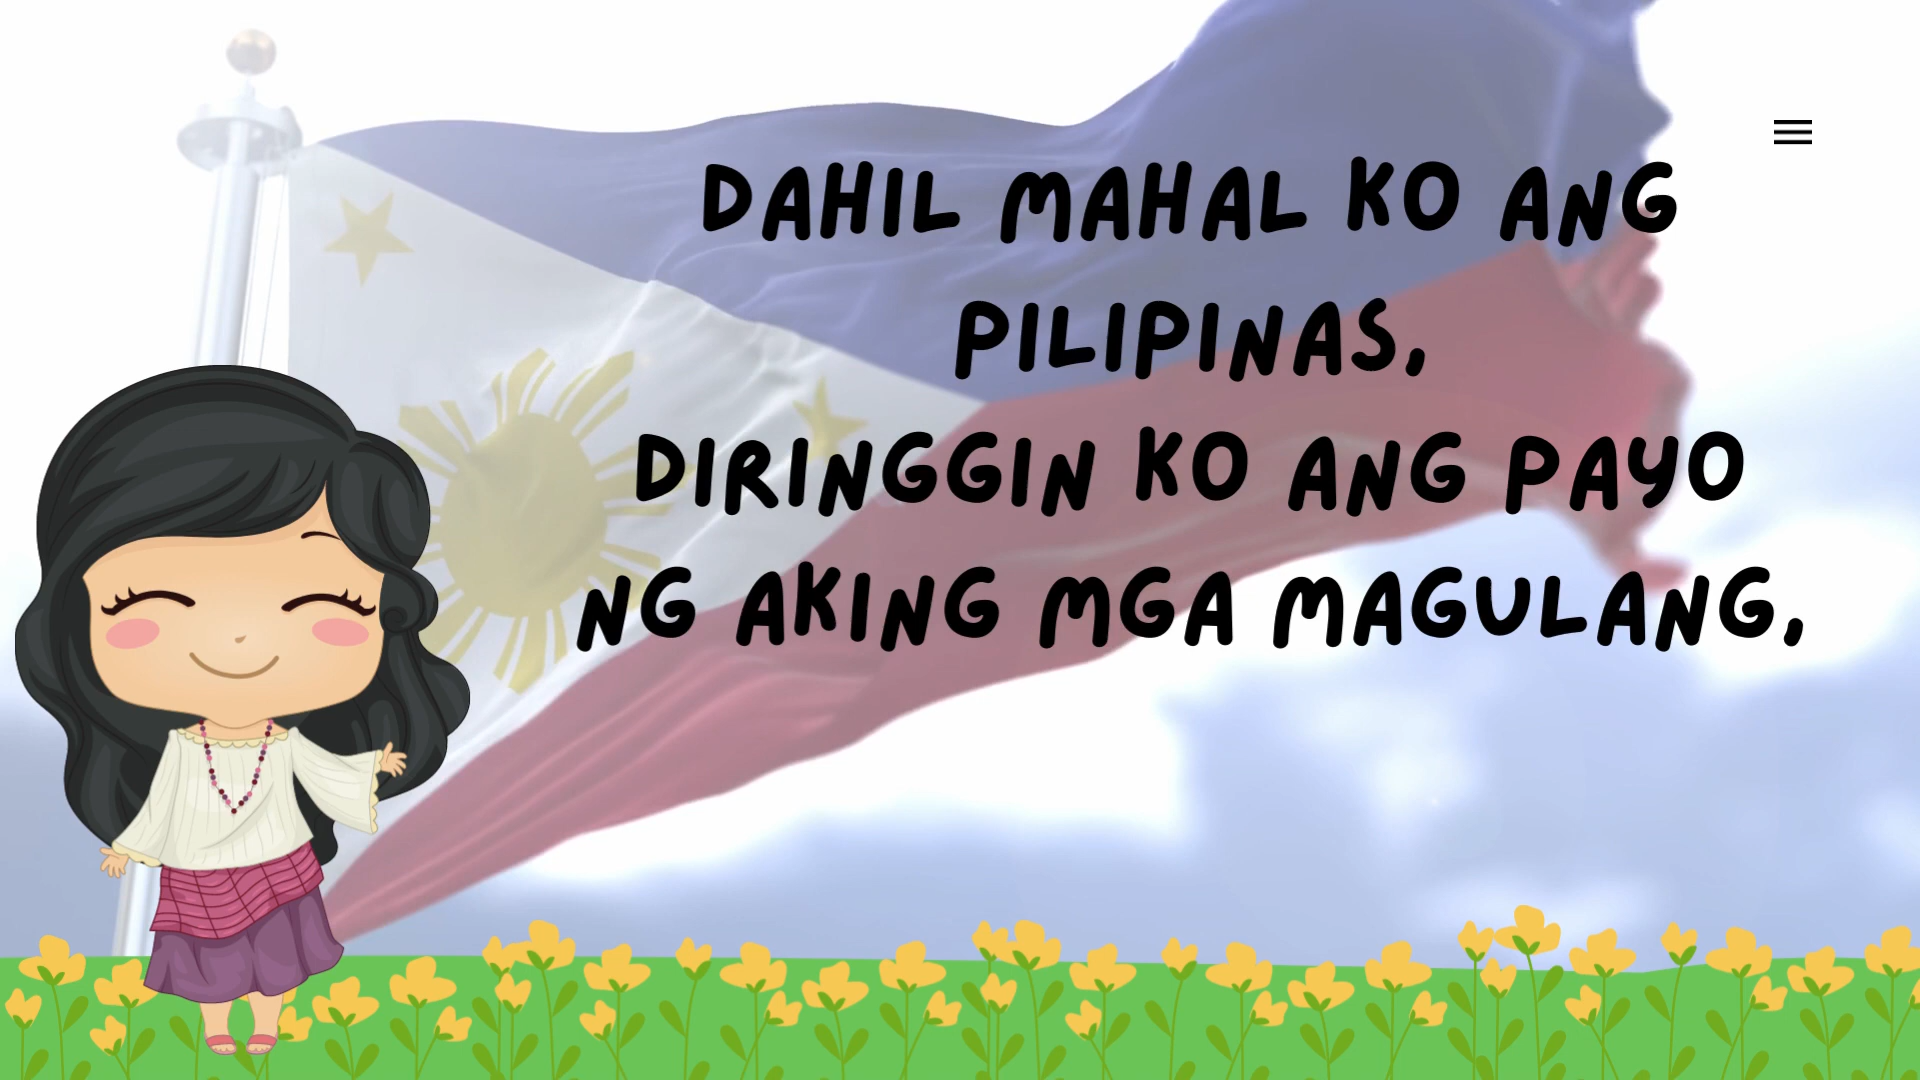 DAHIL MAHAL KO ANG
PILIPINAS,
DIRINGGIN KO ANG PAYO
NG AKING MGA MAGULANG,